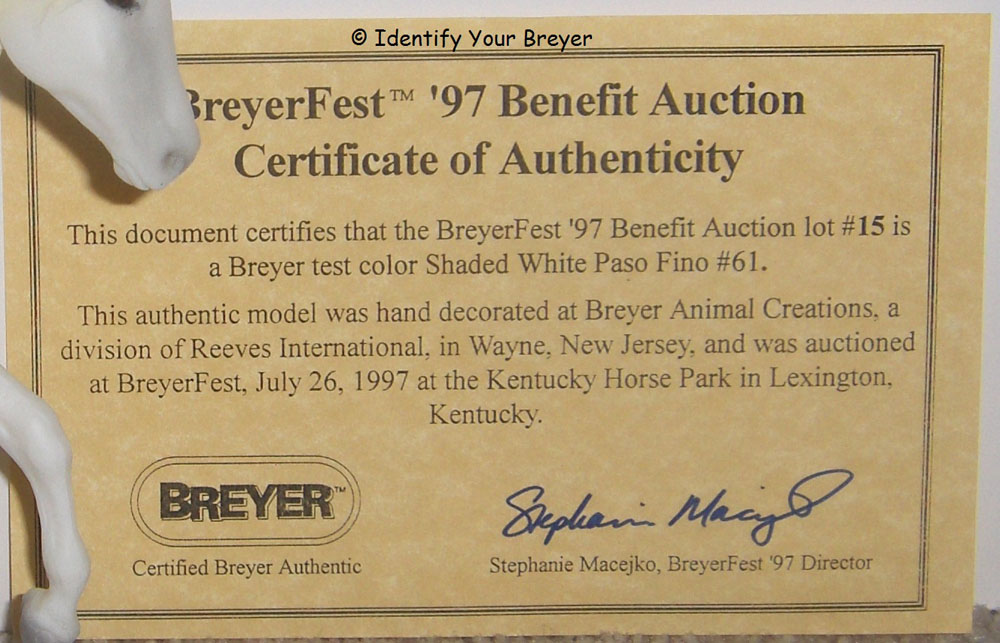 © Identify Your Breyer
BreyerFest™ '97 Benefit Auction
Certificate of Authenticity
This document certifies that the BreyerFest '97 Benefit Auction lot #15 is
a Breyer test color Shaded White Paso Fino #61.
This authentic model was hand decorated at Breyer Animal Creations, a
division of Reeves International, in Wayne, New Jersey, and was auctioned
at BreyerFest, July 26, 1997 at the Kentucky Horse Park in Lexington,
Kentucky.
BREYER™
Certified Breyer Authentic
Stephanie Macejko
Stephanie Macejko, BreyerFest '97 Director